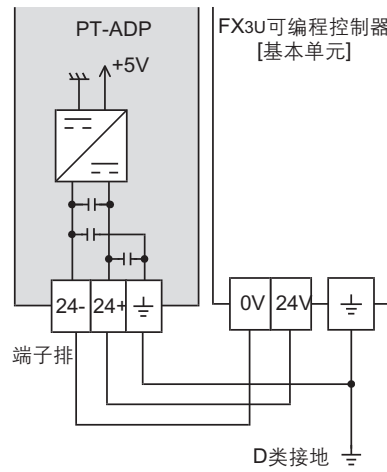 PT-ADP
+5V
FX3U可编程控制器
[基本单元]
24-
24+
0V
24V
端子排
D类接地